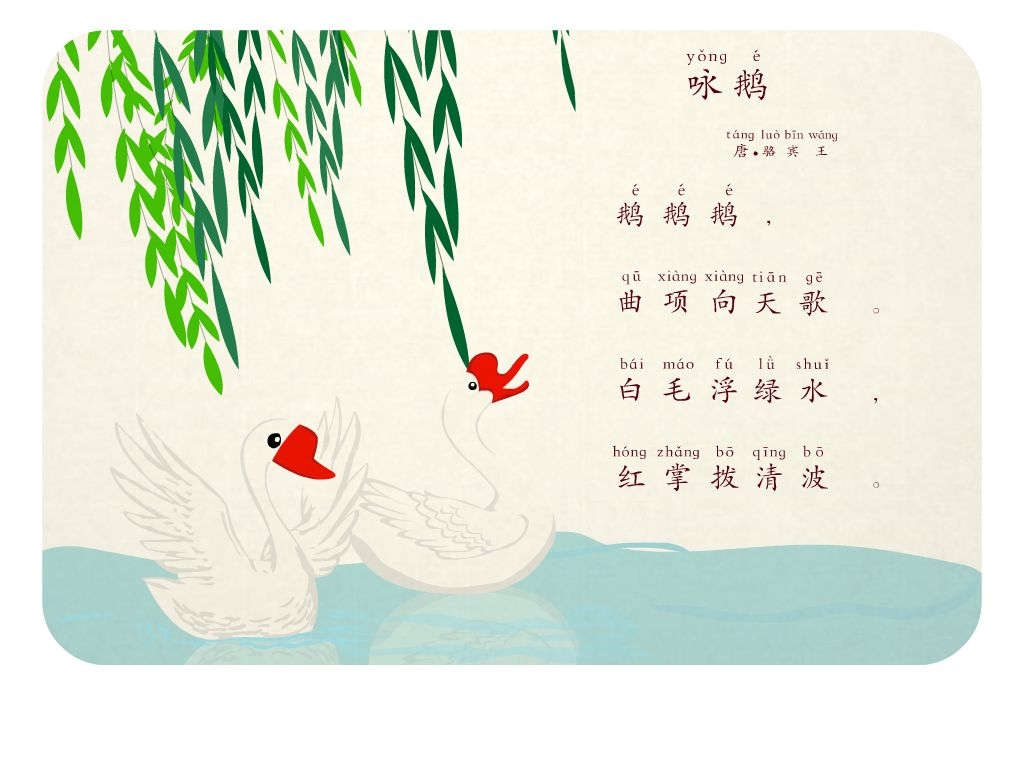 yǒng é
咏鹅
táng luò bīn wáng
唐•骆宾王
é é é
鹅鹅鹅，
qū xiàng xiàng tiān gē
曲项向天歌。
bái máo fú lǜ shuǐ
白毛浮绿水，
hóng zhǎng bō qīng bō
红掌拨清波。